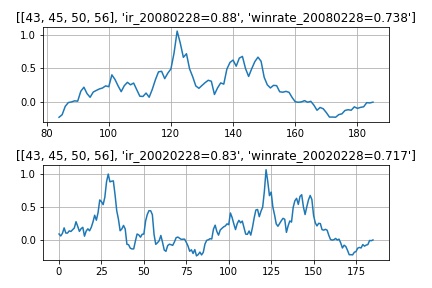 [[43, 45, 50, 56], 'ir_20080228=0.88', 'winrate_20080228=0.738']
1.0
0.5
0.0
80 100 120 140 160 180
[[43, 45, 50, 56], 'ir_20020228=0.83', 'winrate_20020228=0.717']
1.0
0.5
0.0
0 25 50 75 100 125 150 175